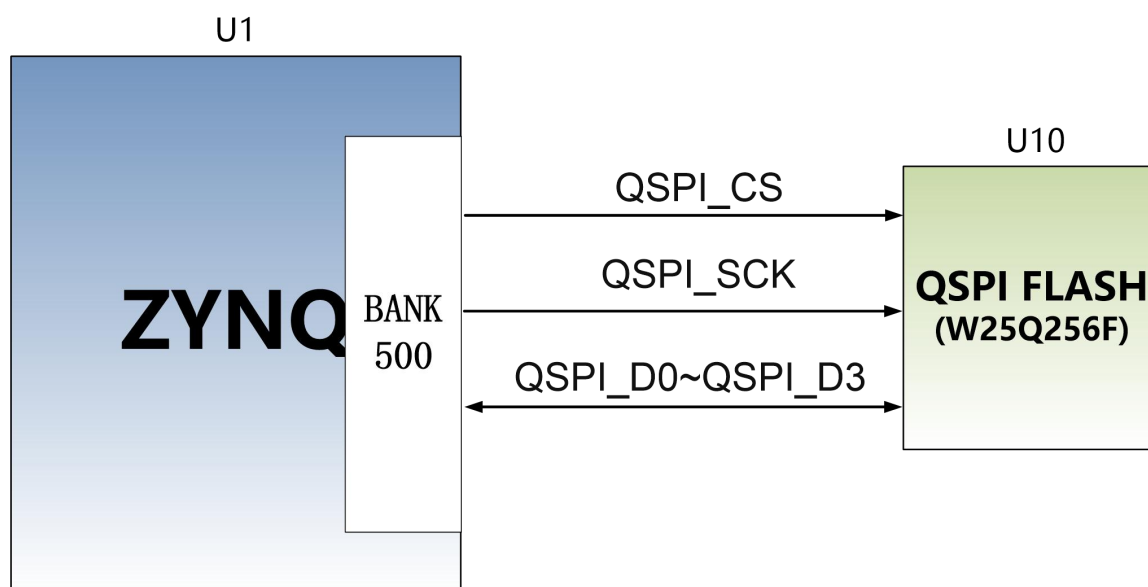 U1
U10
QSPI_CS
QSPI_SCK
QSPI_D0~QSPI_D3
ZYNQ
BANK
500
QSPI FLASH
(W25Q256F)